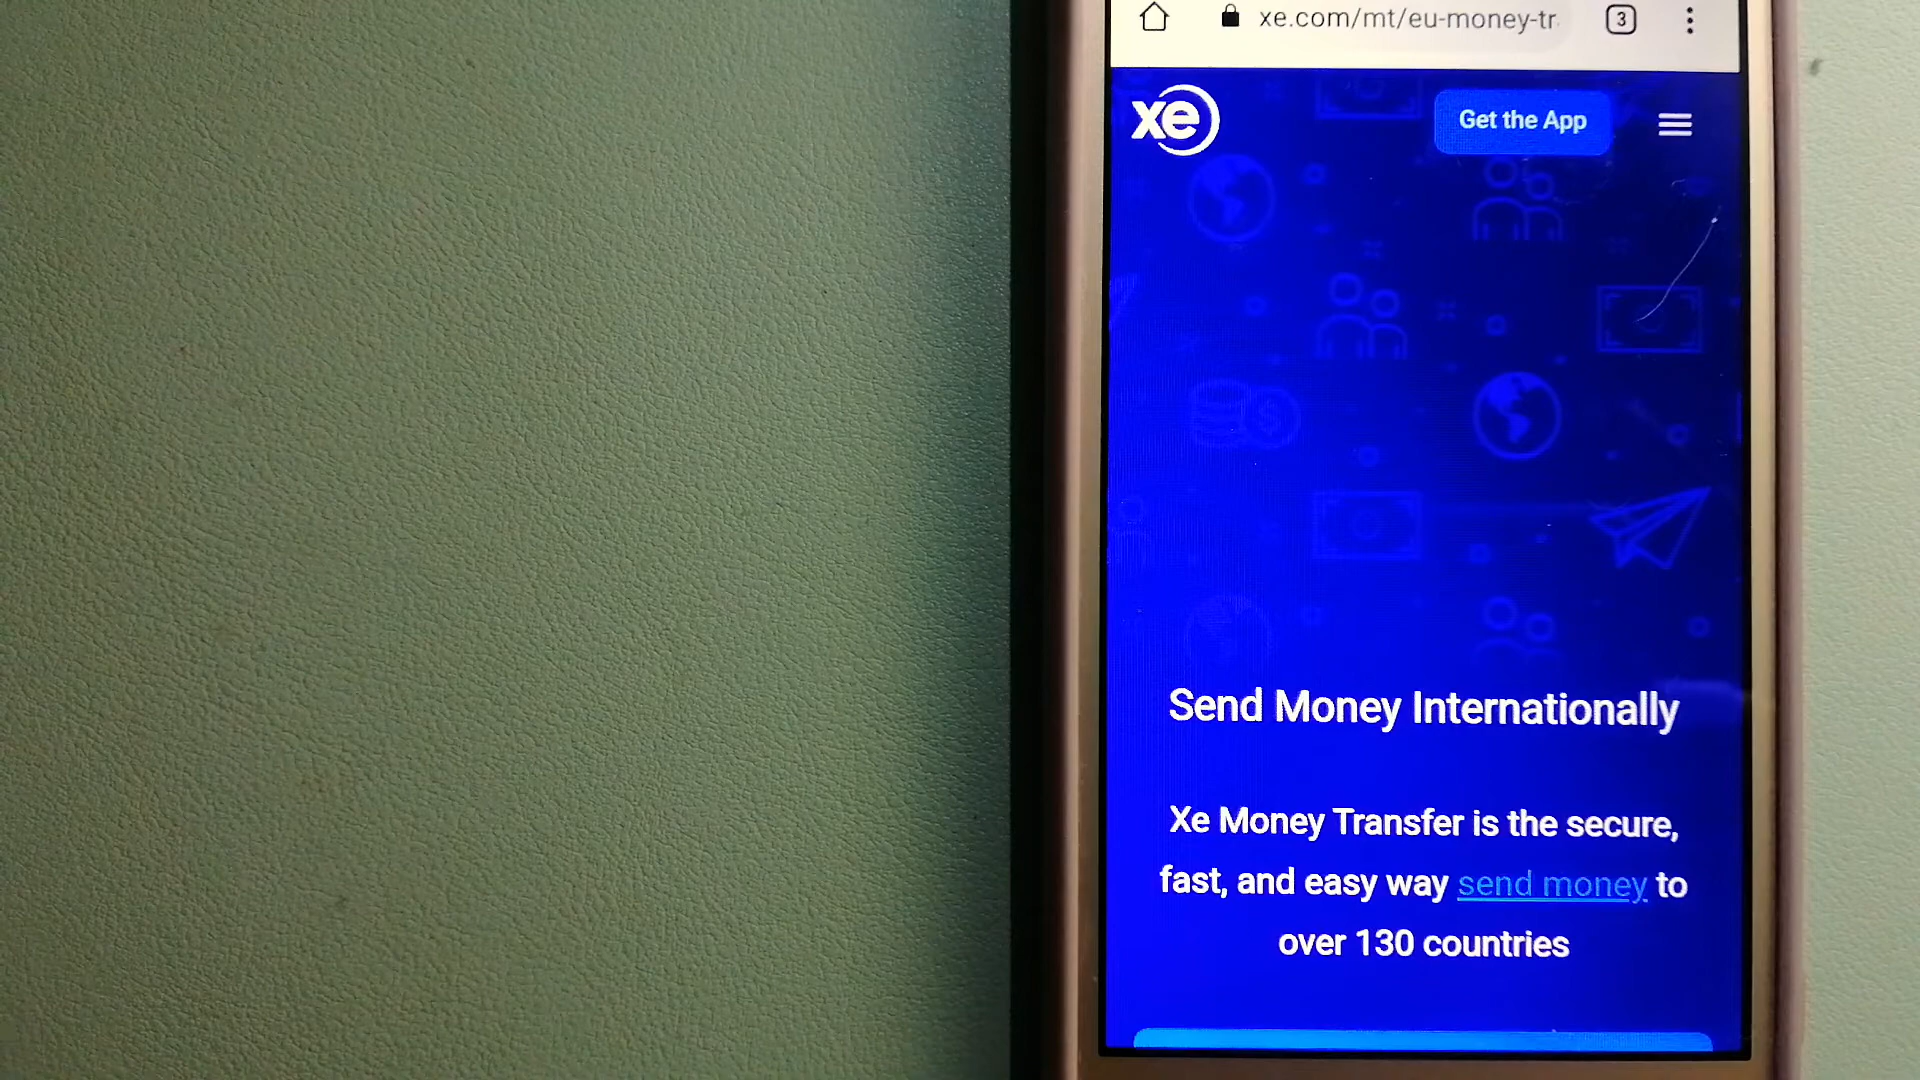 xe.com/mt/eu-money-tr
3
xe
Get the App
Send Money Internationally
Xe Money Transfer is the secure,
fast, and easy way send money to
over 130 countries